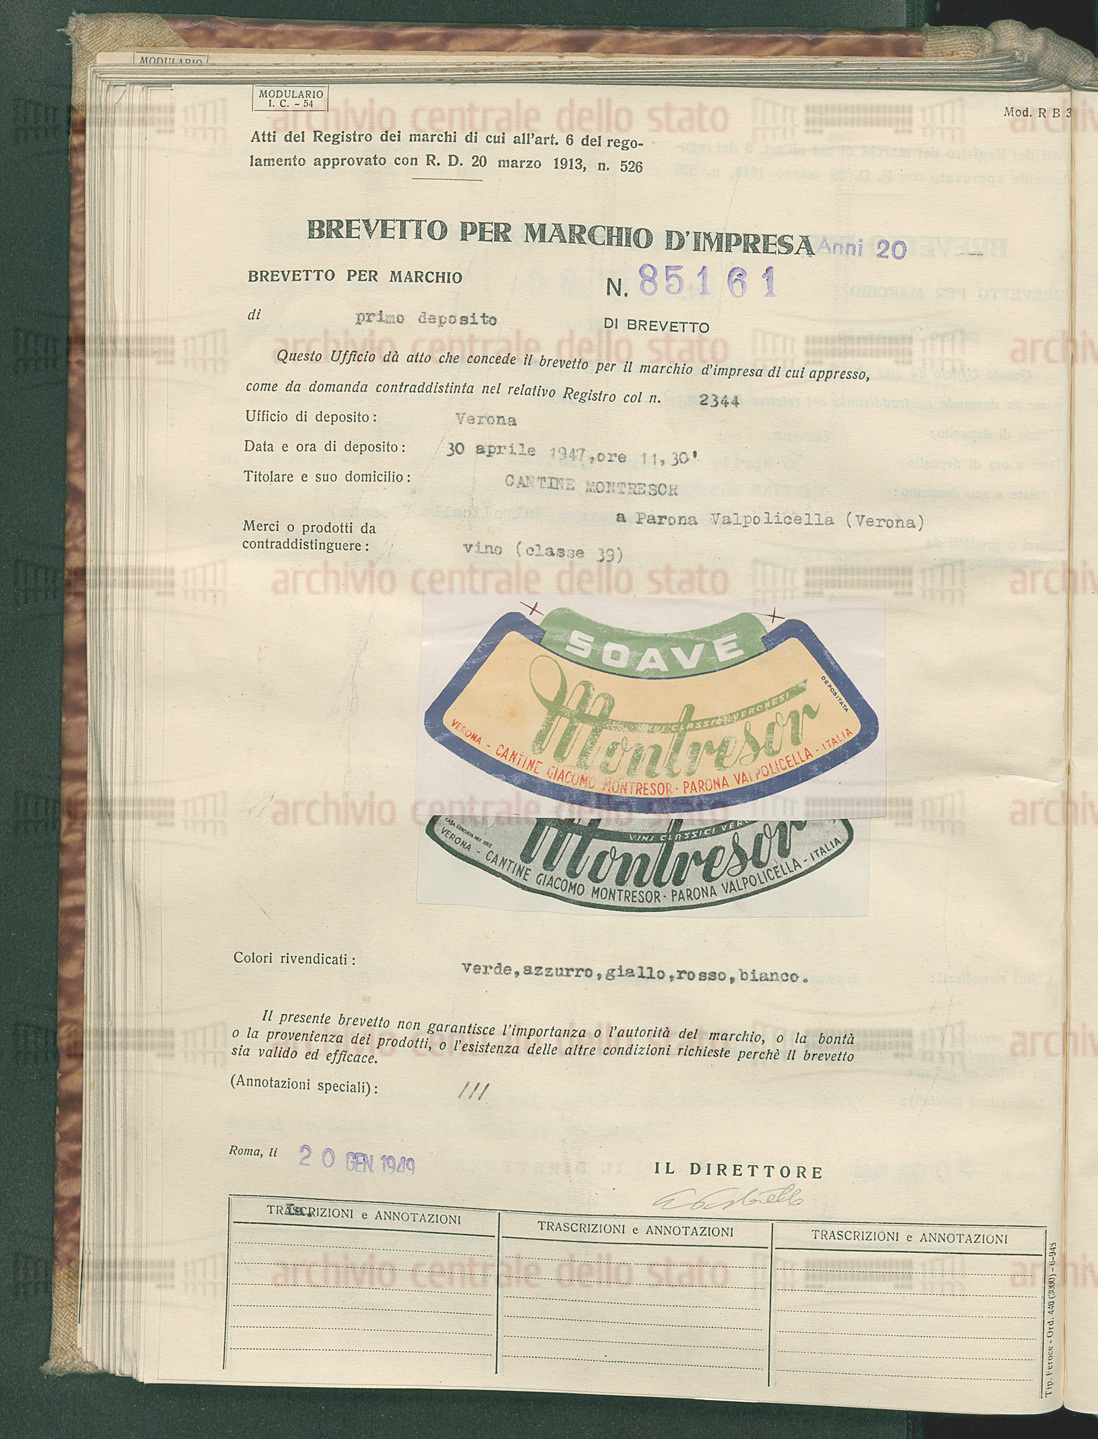 MODULARIO
MODULARIO
I. C. - 54
Mod. R B 3
Atti del Registro dei marchi di cui all'art. 6 del rego-
lamento approvato con R. D. 20 marzo 1913, n. 526
BREVETTO PER MARCHIO D'IMPRESA Anni 20
BREVETTO PER MARCHIO
N. 85161
di primo deposito
DI BREVETTO
Questo Ufficio dà atto che concede il brevetto per il marchio d'impresa di cui appresso,
come da domanda contraddistinta nel relativo Registro col n. 2344
Ufficio di deposito: Verona
Data e ora di deposito: 30 aprile 1947, ore 11,30'
Titolare e suo domicilio: CANTINE MONTRESOR
a Parona Valpolicella (Verona)
Merci o prodotti da
contraddistinguere: vino (classe 39)
SOAVE
DEPOSITATA
VINI CLASSICI VERONESI
Montresor
VERONA - CANTINE GIACOMO MONTRESOR - PARONA VALPOLICELLA - ITALIA
VINI CLASSICI
Montresor
VERONA - CANTINE GIACOMO MONTRESOR - PARONA VALPOLICELLA - ITALIA
Colori rivendicati: verde, azzurro, giallo, rosso, bianco.
Il presente brevetto non garantisce l'importanza o l'autorità del marchio, o la bontà
o la provenienza dei prodotti, o l'esistenza delle altre condizioni richieste perchè il brevetto
sia valido ed efficace.
(Annotazioni speciali): ///
Roma, li 20 GEN 1949
IL DIRETTORE
TRASCRIZIONI e ANNOTAZIONI
TRASCRIZIONI e ANNOTAZIONI
TRASCRIZIONI e ANNOTAZIONI
archivio centrale dello stato